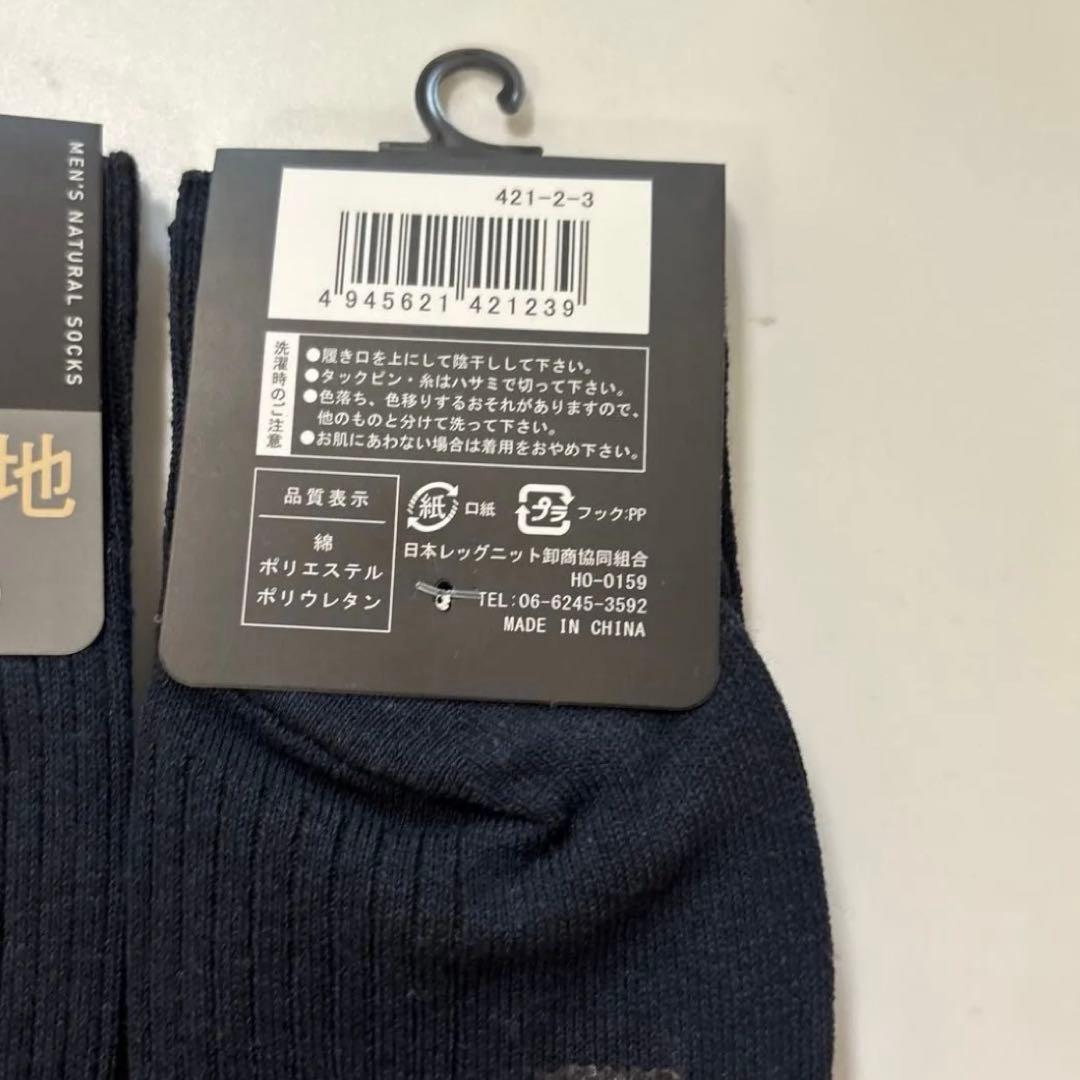 MEN'S NATURAL SOCKS
地
421-2-3
4 945621 421239
洗濯時のご注意
●履き口を上にして陰干しして下さい。
●タックピン・糸はハサミで切って下さい。
●色落ち、色移りするおそれがありますので、
他のものと分けて洗って下さい。
●お肌にあわない場合は着用をおやめ下さい。
品質表示
綿
ポリエステル
ポリウレタン
紙 口紙
プラ フック:PP
日本レッグニット卸商協同組合
HO-0159
TEL:06-6245-3592
MADE IN CHINA